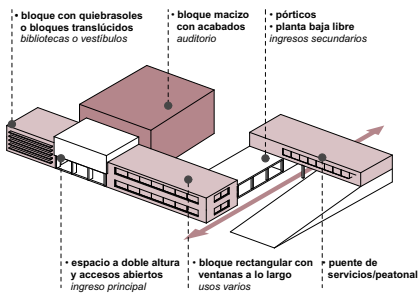 • bloque con quiebrasoles
o bloques translúcidos
bibliotecas o vestíbulos
• bloque macizo
con acabados
auditorio
• pórticos
• planta baja libre
ingresos secundarios
• espacio a doble altura
y accesos abiertos
ingreso principal
• bloque rectangular con
ventanas a lo largo
usos varios
• puente de
servicios/peatonal